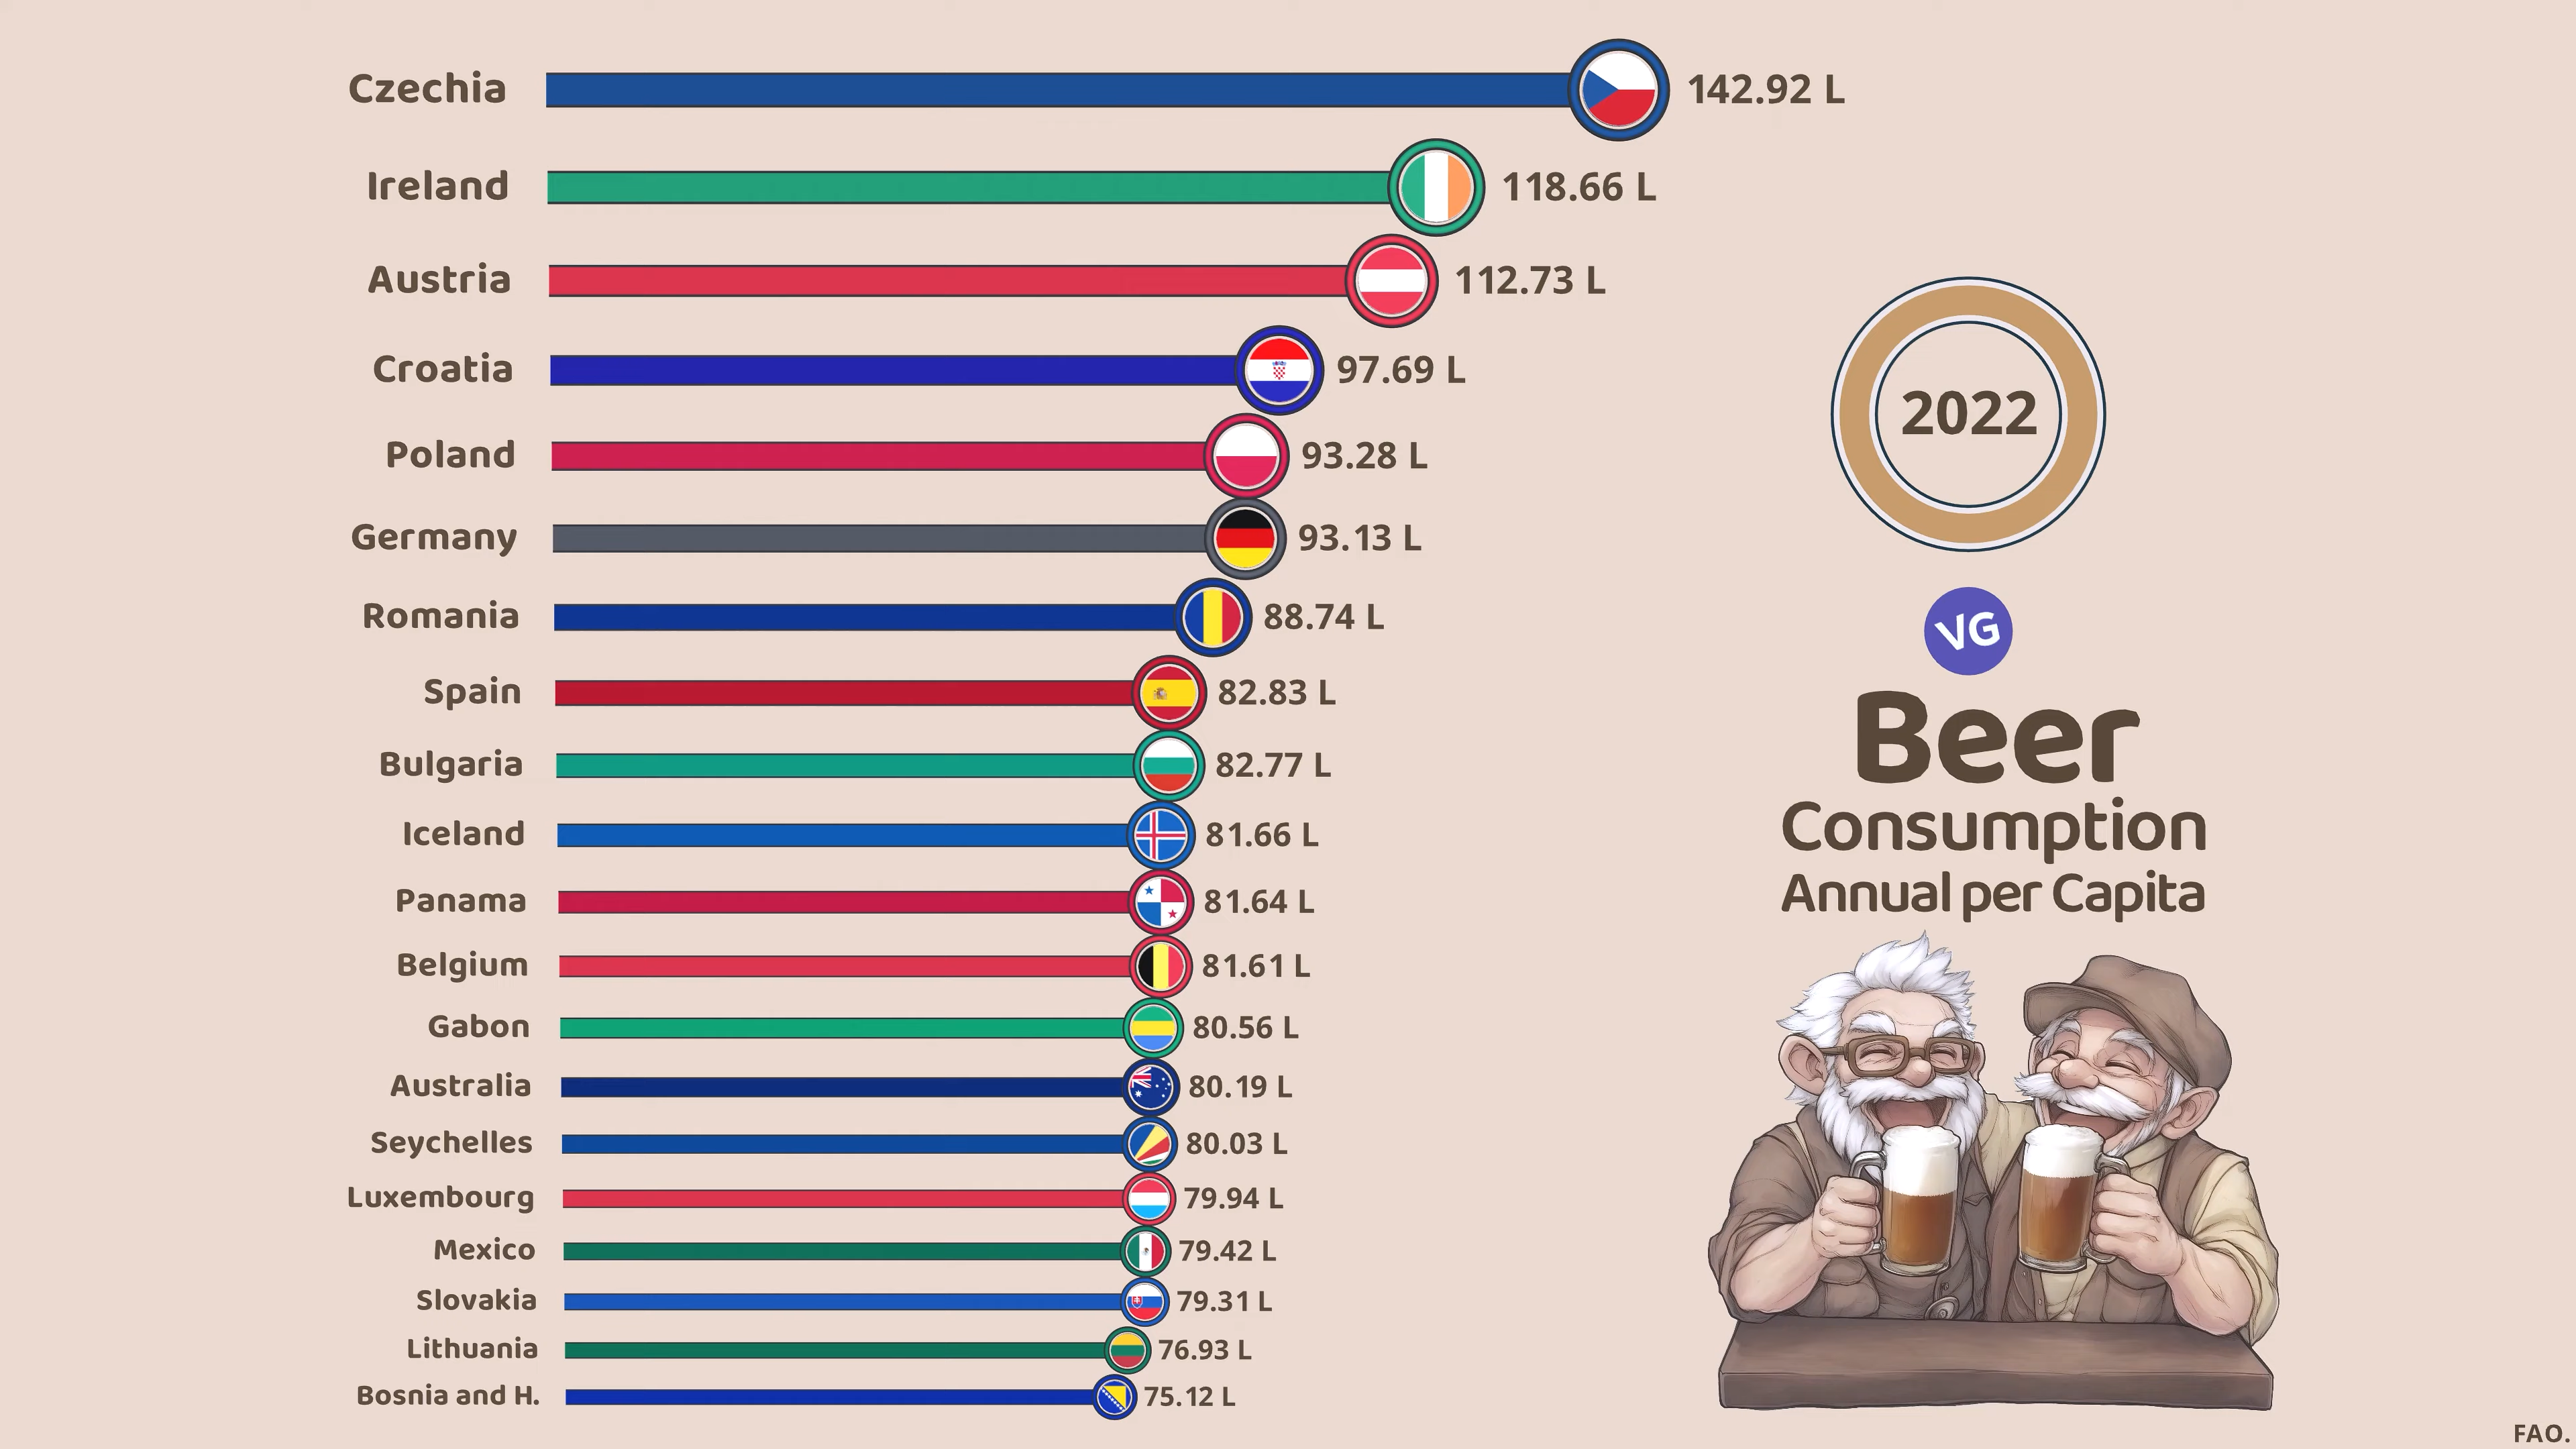 Czechia 142.92 L
Ireland 118.66 L
Austria 112.73 L
Croatia 97.69 L
Poland 93.28 L
Germany 93.13 L
Romania 88.74 L
Spain 82.83 L
Bulgaria 82.77 L
Iceland 81.66 L
Panama 81.64 L
Belgium 81.61 L
Gabon 80.56 L
Australia 80.19 L
Seychelles 80.03 L
Luxembourg 79.94 L
Mexico 79.42 L
Slovakia 79.31 L
Lithuania 76.93 L
Bosnia and H. 75.12 L
2022
VG
Beer
Consumption
Annual per Capita
FAO.